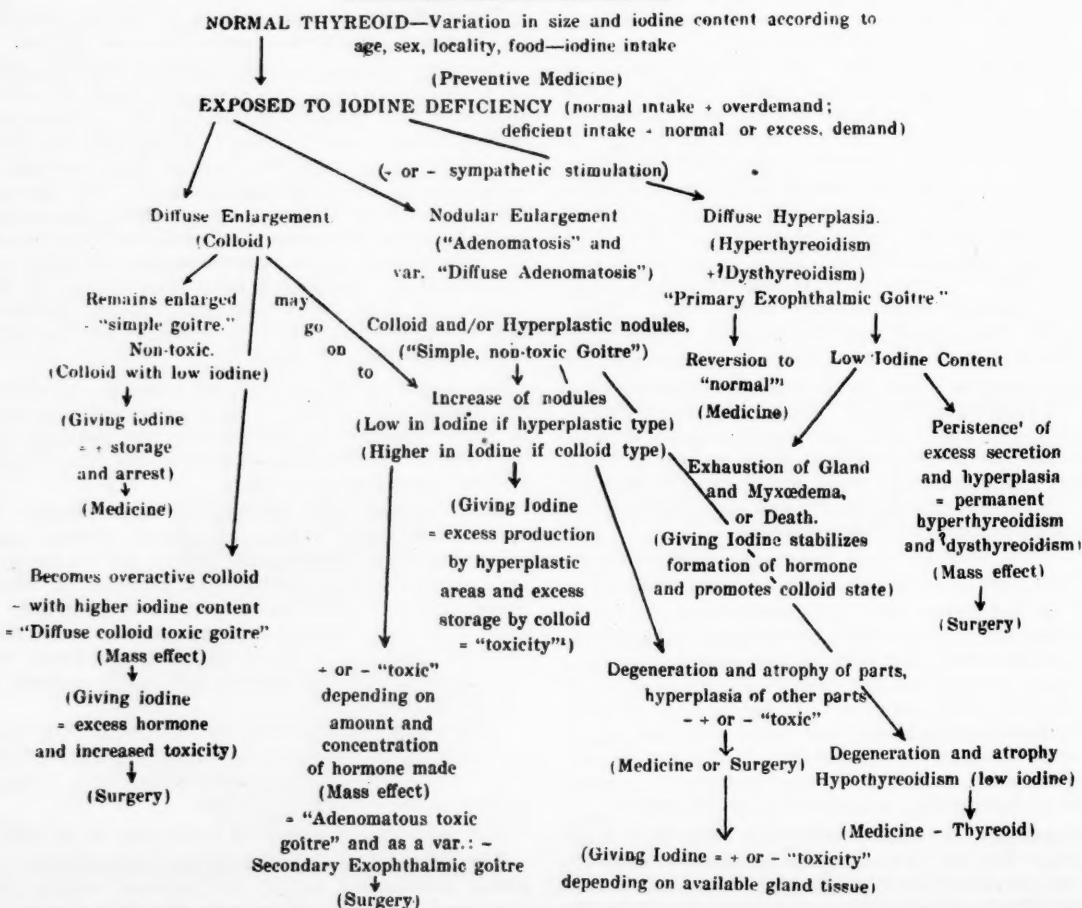 NORMAL THYREOID—Variation in size and iodine content according to
age, sex, locality, food—iodine intake
(Preventive Medicine)
EXPOSED TO IODINE DEFICIENCY (normal intake + overdemand;
deficient intake + normal or excess, demand)
(+ or - sympathetic stimulation)
Diffuse Enlargement
(Colloid)
Remains enlarged
- "simple goitre."
Non-toxic.
(Colloid with low iodine)
(Giving iodine
= + storage
and arrest)
(Medicine)
may
go
on
to
Becomes overactive colloid
- with higher iodine content
= "Diffuse colloid toxic goitre"
(Mass effect)
(Giving iodine
= excess hormone
and increased toxicity)
(Surgery)
Nodular Enlargement
("Adenomatosis" and
var. "Diffuse Adenomatosis")
Colloid and/or Hyperplastic nodules,
("Simple, non-toxic Goitre")
Increase of nodules
(Low in Iodine if hyperplastic type)
(Higher in Iodine if colloid type)
(Giving Iodine
= excess production
by hyperplastic
areas and excess
storage by colloid
= "toxicity"¹)
+ or - "toxic"
depending on
amount and
concentration
of hormone made
(Mass effect)
= "Adenomatous toxic
goitre" and as a var.: -
Secondary Exophthalmic goitre
(Surgery)
Diffuse Hyperplasia.
(Hyperthyreoidism
+? Dysthyreoidism)
"Primary Exophthalmic Goitre."
Reversion to
"normal"¹
(Medicine)
Low Iodine Content
Exhaustion of Gland
and Myxœdema,
or Death.
(Giving Iodine stabilizes
formation of hormone
and promotes colloid state)
Peristence¹ of
excess secretion
and hyperplasia
= permanent
hyperthyreoidism
and ?dysthyreoidism)
(Mass effect)
(Surgery)
Degeneration and atrophy of parts,
hyperplasia of other parts
- + or - "toxic"
(Medicine or Surgery)
(Giving Iodine = + or - "toxicity"
depending on available gland tissue)
Degeneration and atrophy
Hypothyreoidism (low iodine)
(Medicine - Thyreoid)